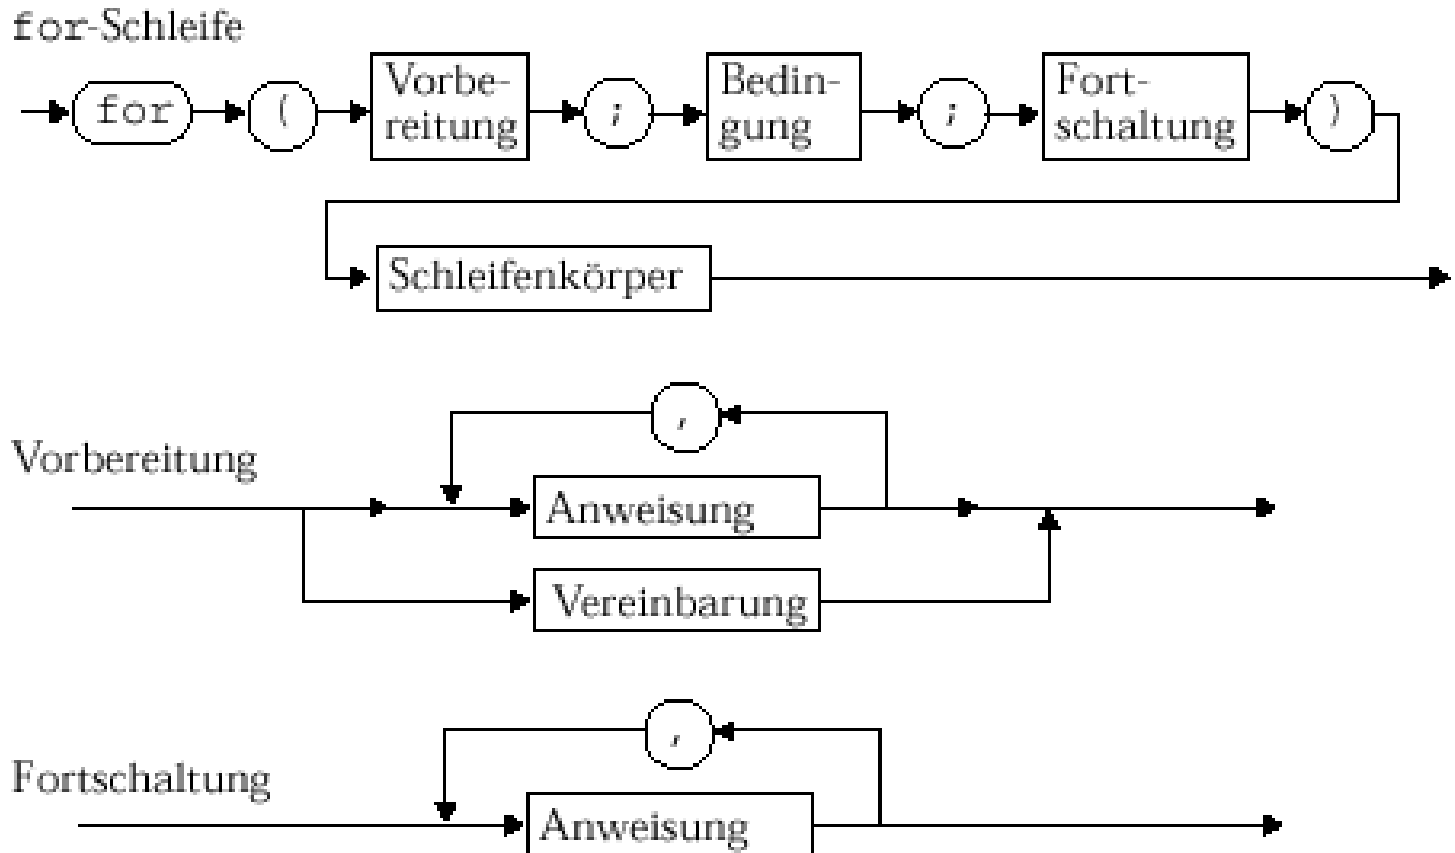 for-Schleife
for ( Vorbe-
reitung ; Bedin-
gung ; Fort-
schaltung )
Schleifenkörper
,
Vorbereitung
Anweisung
Vereinbarung
,
Fortschaltung
Anweisung